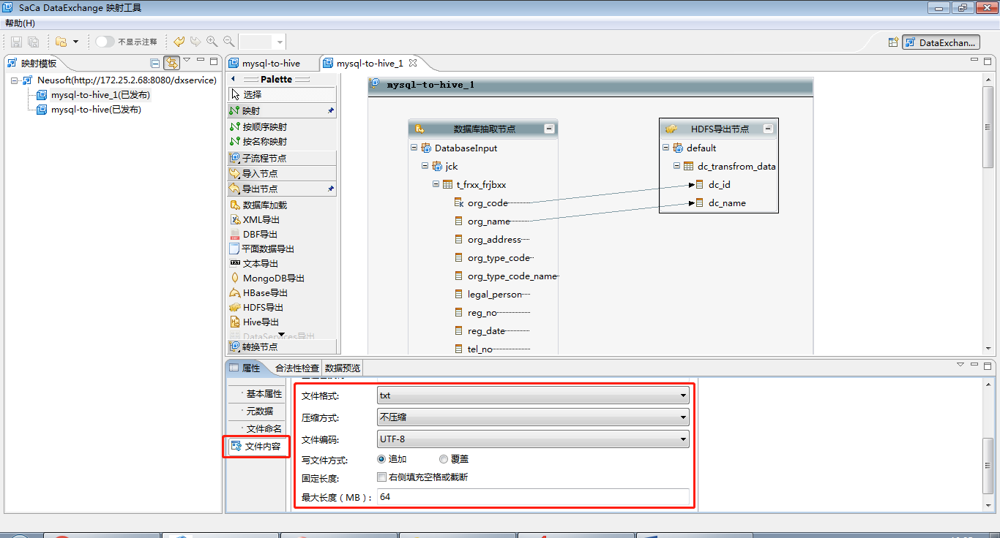 SaCa DataExchange 映射工具
帮助(H)
不显示注释
DataExchan...
映射模板
Neusoft(http://172.25.2.68:8080/dxservice)
mysql-to-hive_1(已发布)
mysql-to-hive(已发布)
mysql-to-hive
mysql-to-hive_1
Palette
选择
映射
按顺序映射
按名称映射
子流程节点
导入节点
导出节点
数据库加载
XML导出
DBF导出
平面数据导出
文本导出
MongoDB导出
HBase导出
HDFS导出
Hive导出
DataServices导出
转换节点
mysql-to-hive_1
数据库抽取节点
DatabaseInput
jck
t_frxx_frjbxx
org_code
org_name
org_address
org_type_code
org_type_code_name
legal_person
reg_no
reg_date
tel_no
HDFS导出节点
default
dc_transfrom_data
dc_id
dc_name
属性
合法性检查
数据预览
基本属性
元数据
文件命名
文件内容
文件格式:
txt
压缩方式:
不压缩
文件编码:
UTF-8
写文件方式:
追加
覆盖
固定长度:
右侧填充空格或截断
最大长度（MB）:
64